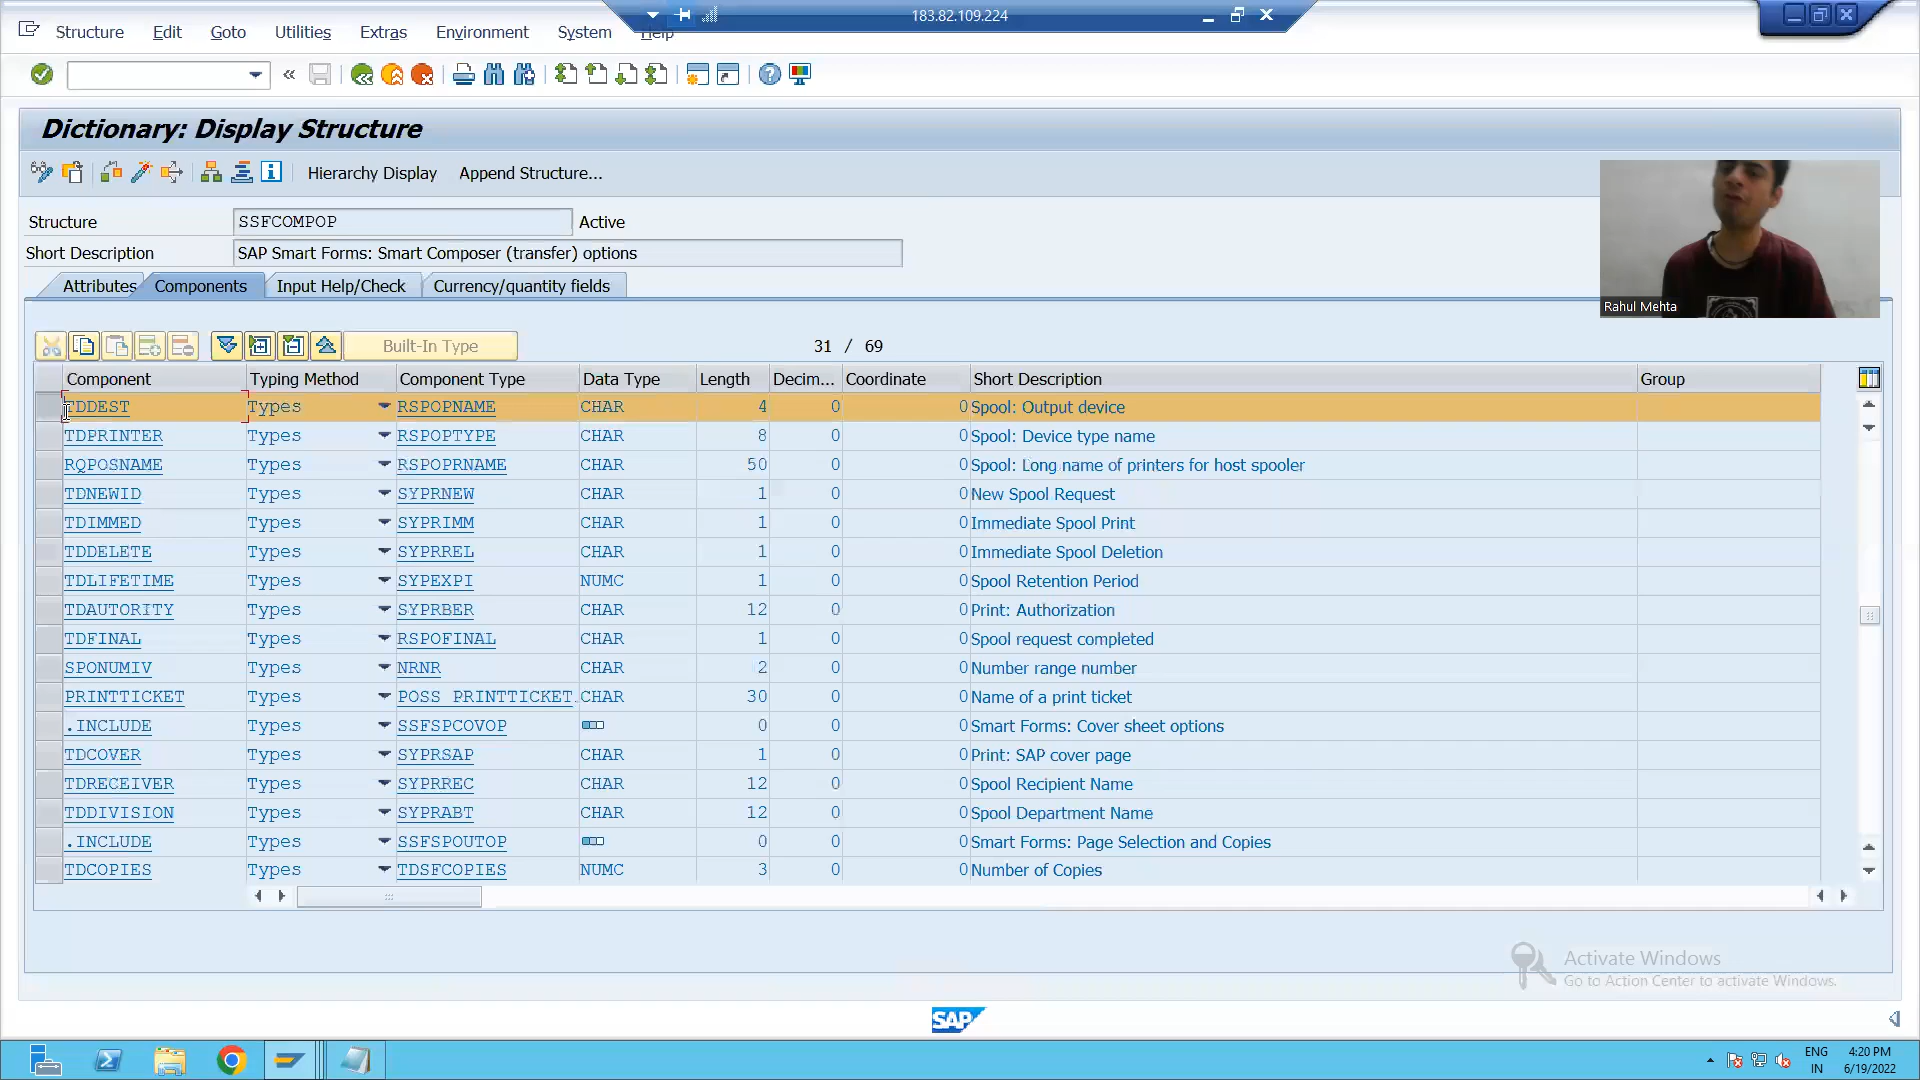 183.82.109.224
Structure Edit Goto Utilities Extras Environment System Help
Dictionary: Display Structure
Hierarchy Display Append Structure...
Structure SSFCOMPOP Active
Short Description SAP Smart Forms: Smart Composer (transfer) options
Rahul Mehta
Attributes Components Input Help/Check Currency/quantity fields
Built-In Type 31 / 69
Component Typing Method Component Type Data Type Length Decim... Coordinate Short Description Group
TDDEST Types RSPOPNAME CHAR 4 0 0 Spool: Output device
TDPRINTER Types RSPOPTYPE CHAR 8 0 0 Spool: Device type name
RQPOSNAME Types RSPOPRNAME CHAR 50 0 0 Spool: Long name of printers for host spooler
TDNEWID Types SYPRNEW CHAR 1 0 0 New Spool Request
TDIMMED Types SYPRIMM CHAR 1 0 0 Immediate Spool Print
TDDELETE Types SYPRREL CHAR 1 0 0 Immediate Spool Deletion
TDLIFETIME Types SYPEXPI NUMC 1 0 0 Spool Retention Period
TDAUTORITY Types SYPRBER CHAR 12 0 0 Print: Authorization
TDFINAL Types RSPOFINAL CHAR 1 0 0 Spool request completed
SPONUMIV Types NRNR CHAR 2 0 0 Number range number
PRINTTICKET Types POSS_PRINTTICKET CHAR 30 0 0 Name of a print ticket
.INCLUDE Types SSFSPCOVOP 0 0 0 Smart Forms: Cover sheet options
TDCOVER Types SYPRSAP CHAR 1 0 0 Print: SAP cover page
TDRECEIVER Types SYPRREC CHAR 12 0 0 Spool Recipient Name
TDDIVISION Types SYPRABT CHAR 12 0 0 Spool Department Name
.INCLUDE Types SSFSPOUTOP 0 0 0 Smart Forms: Page Selection and Copies
TDCOPIES Types TDSFCOPIES NUMC 3 0 0 Number of Copies
Activate Windows
Go to Action Center to activate Windows.
SAP
ENG 4:20 PM
IN 6/19/2022